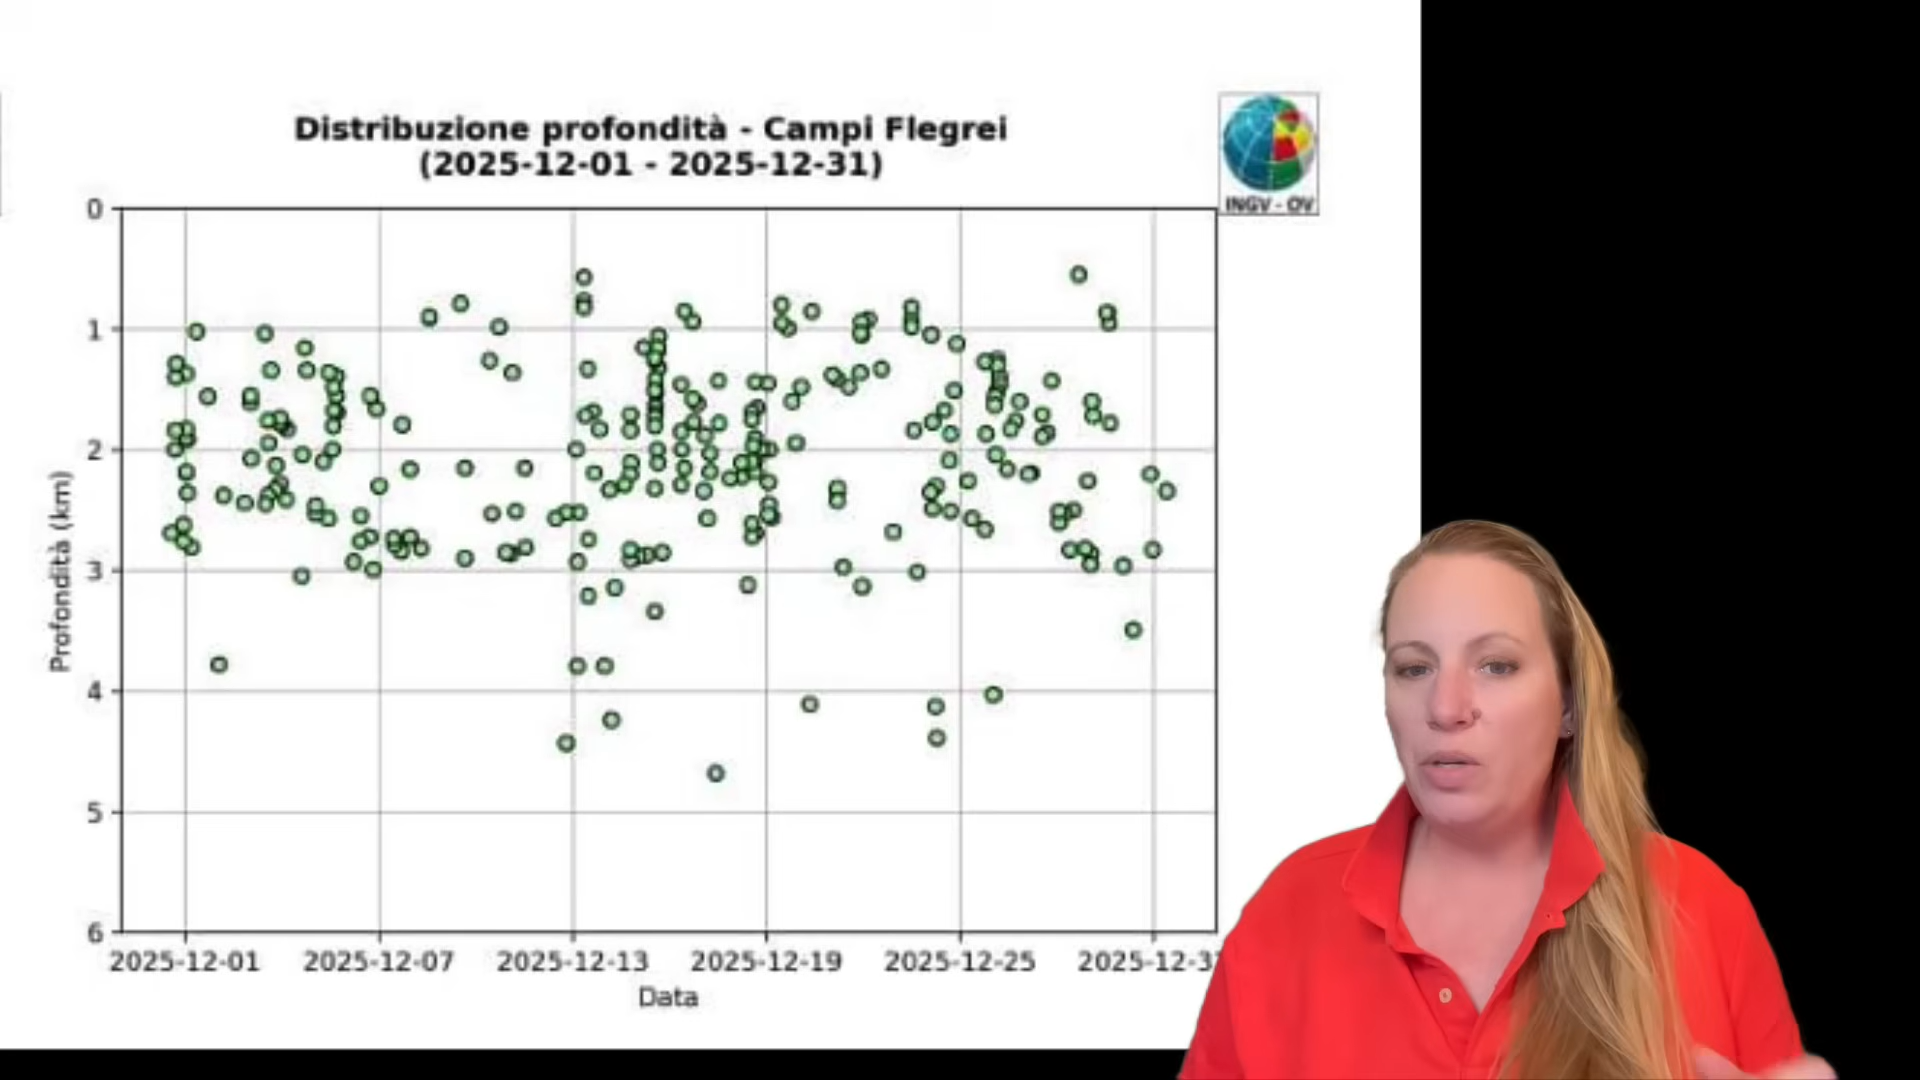 Distribuzione profondità - Campi Flegrei
(2025-12-01 - 2025-12-31)
INGV - OV
0
1
2
3
4
5
6
Profondità (km)
2025-12-01 2025-12-07 2025-12-13 2025-12-19 2025-12-25
Data